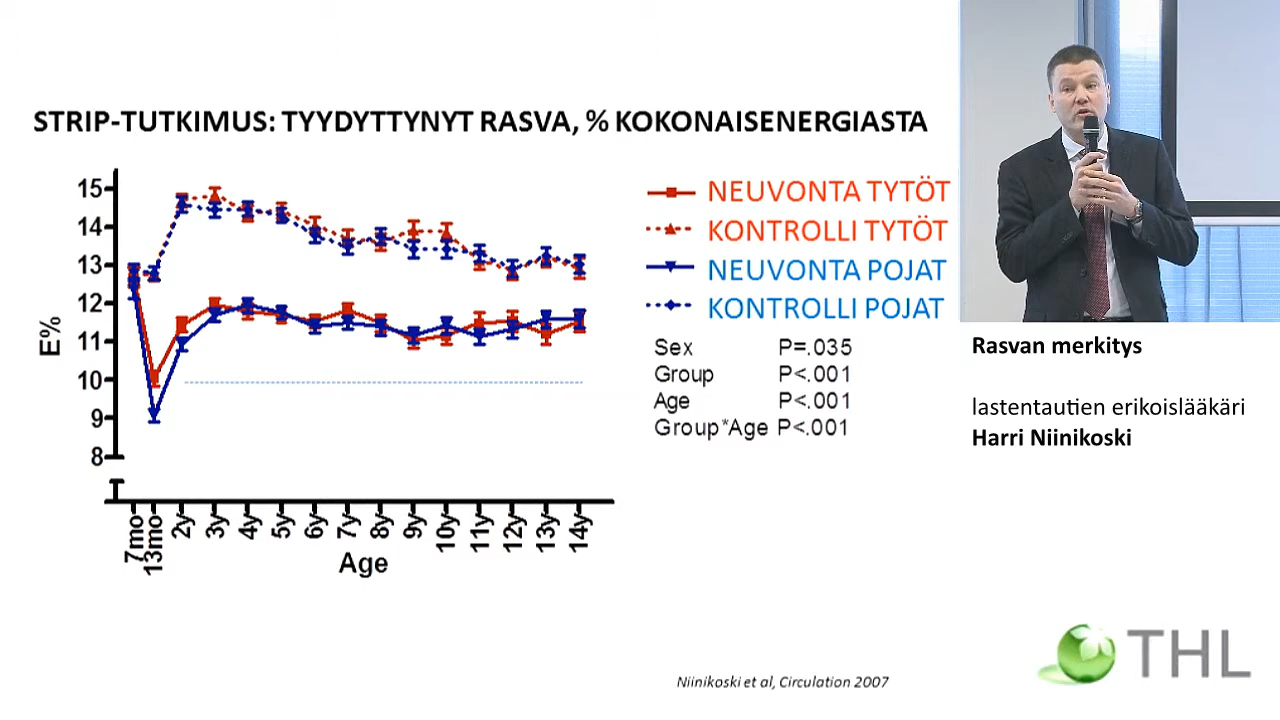 STRIP-TUTKIMUS: TYYDYTTYNYT RASVA, % KOKONAISENERGIASTA
15
14
13
12
11
10
9
8
E%
7mo
13mo
2y
3y
4y
5y
6y
7y
8y
9y
10y
11y
12y
13y
14y
Age
NEUVONTA TYTÖT
KONTROLLI TYTÖT
NEUVONTA POJAT
KONTROLLI POJAT
Sex P=.035
Group P<.001
Age P<.001
Group*Age P<.001
Rasvan merkitys
lastentautien erikoislääkäri
Harri Niinikoski
Niinikoski et al, Circulation 2007
THL